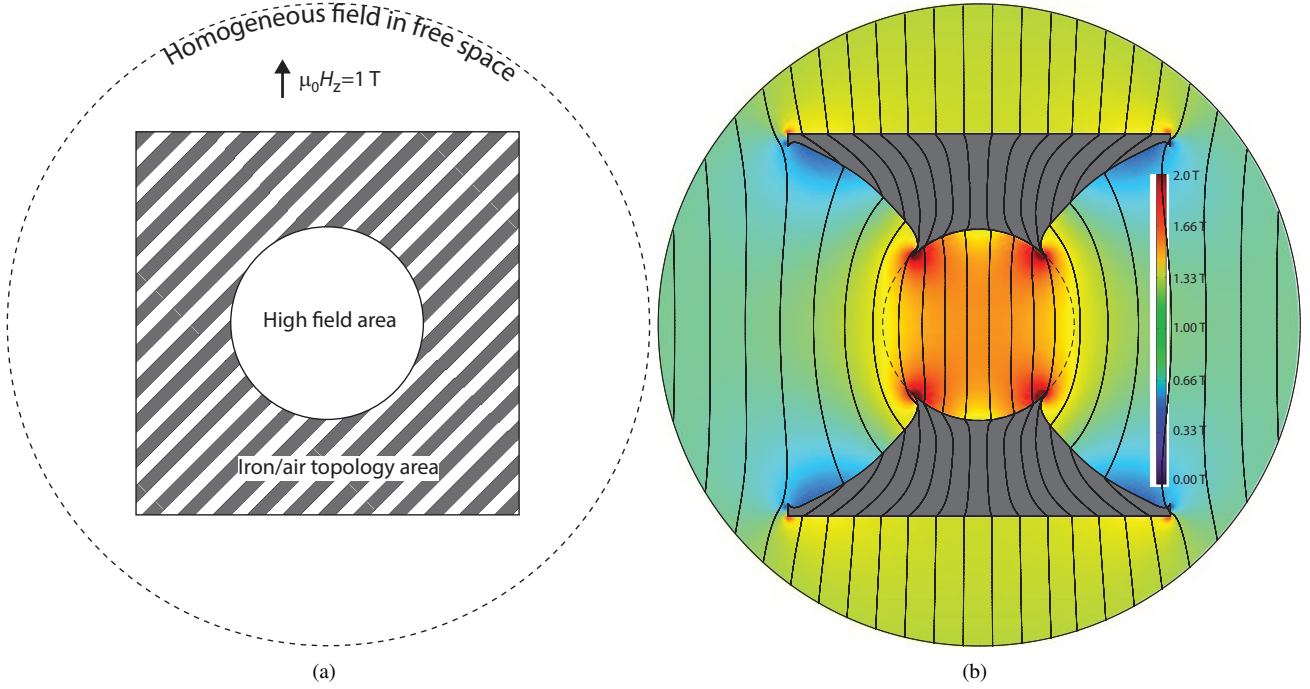 Homogeneous field in free space
μ₀Hz=1 T
High field area
Iron/air topology area
(a)
2.0 T
1.66 T
1.33 T
1.00 T
0.66 T
0.33 T
0.00 T
(b)